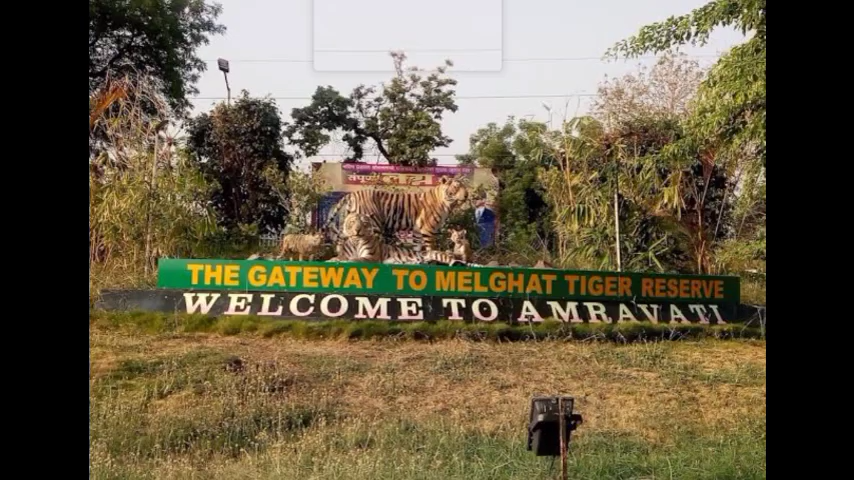 संपूर्ण
THE GATEWAY TO MELGHAT TIGER RESERVE
WELCOME TO AMRAVATI